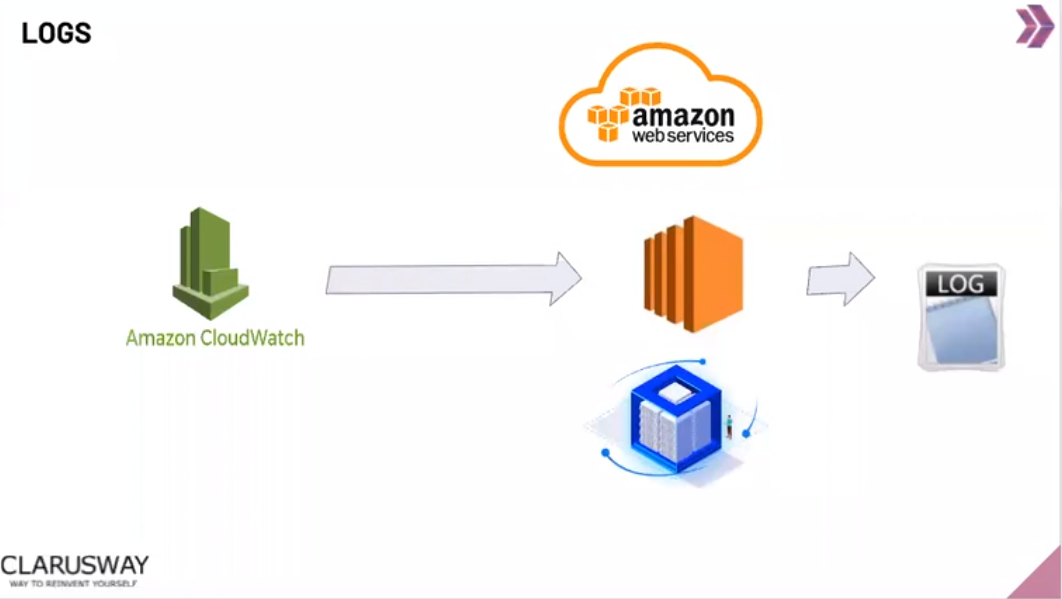 LOGS
amazon
web services
Amazon CloudWatch
LOG
CLARUSWAY
WAY TO REINVENT YOURSELF